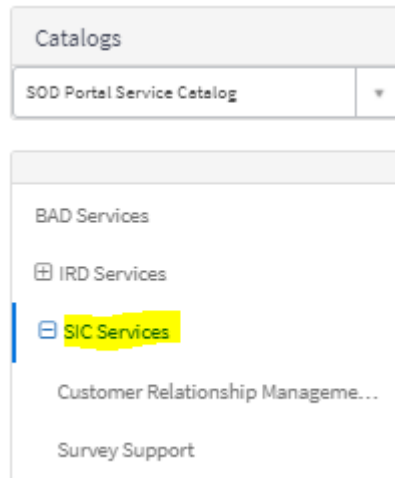 Catalogs
SOD Portal Service Catalog
BAD Services
IRD Services
SIC Services
Customer Relationship Manageme...
Survey Support